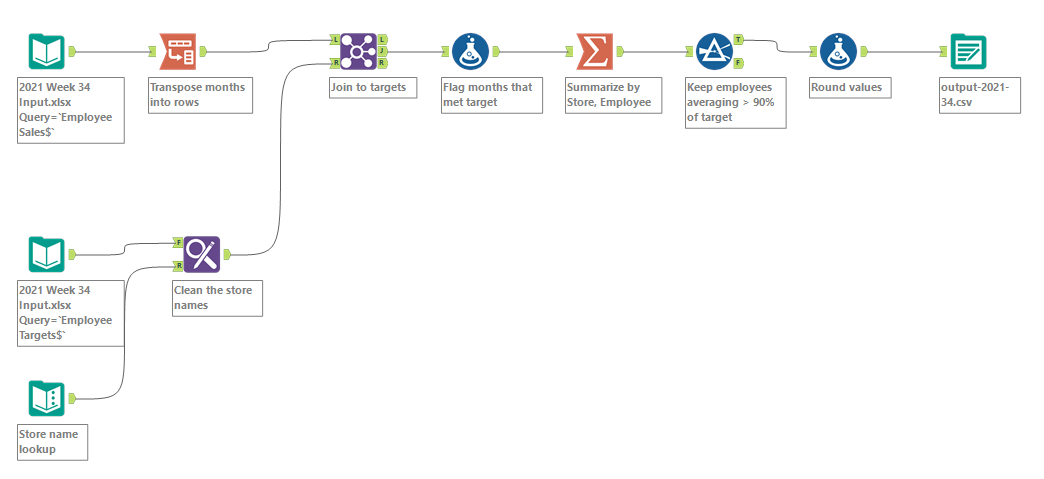 L
R
L
J
R
T
F
2021 Week 34
Input.xlsx
Query=`Employee
Sales$`
Transpose months
into rows
Join to targets
Flag months that
met target
Summarize by
Store, Employee
Keep employees
averaging > 90%
of target
Round values
output-2021-
34.csv
F
R
2021 Week 34
Input.xlsx
Query=`Employee
Targets$`
Clean the store
names
Store name
lookup